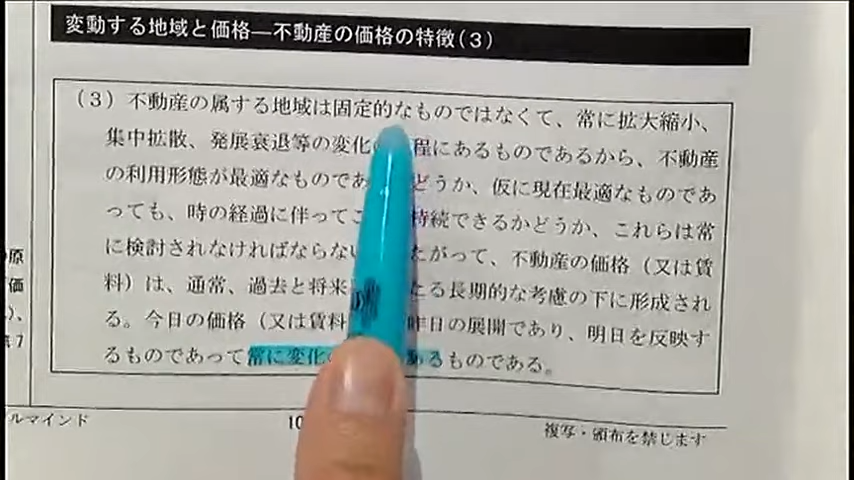 変動する地域と価格―不動産の価格の特徴(3)
(3)不動産の属する地域は固定的なものではなくて、常に拡大縮小、
集中拡散、発展衰退等の変化 程にあるものであるから、不動産
の利用形態が最適なものであ どうか、仮に現在最適なものであ
っても、時の経過に伴ってこ 持続できるかどうか、これらは常
に検討されなければならない たがって、不動産の価格(又は賃
料)は、通常、過去と将来 たる長期的な考慮の下に形成され
る。今日の価格(又は賃料 昨日の展開であり、明日を反映す
るものであって常に変化の あるものである。
原
価
、
ルマインド
10
複写・頒布を禁じます